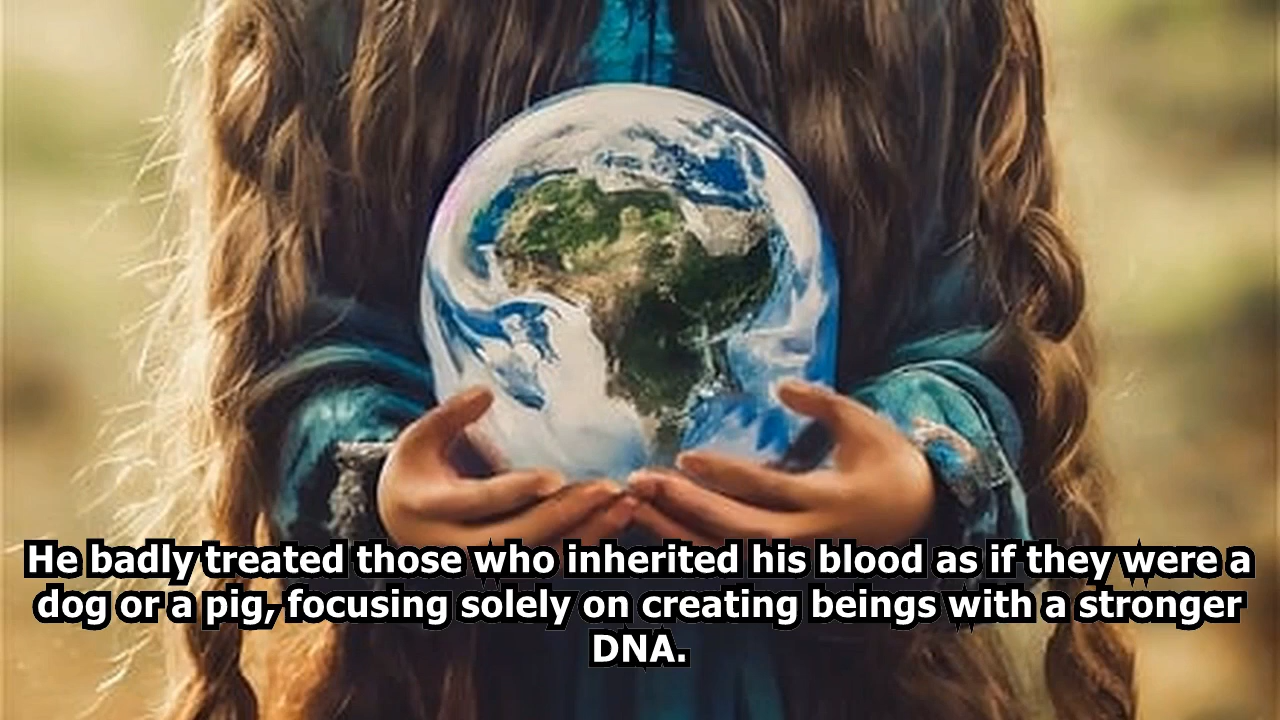 He badly treated those who inherited his blood as if they were a
dog or a pig, focusing solely on creating beings with a stronger
DNA.